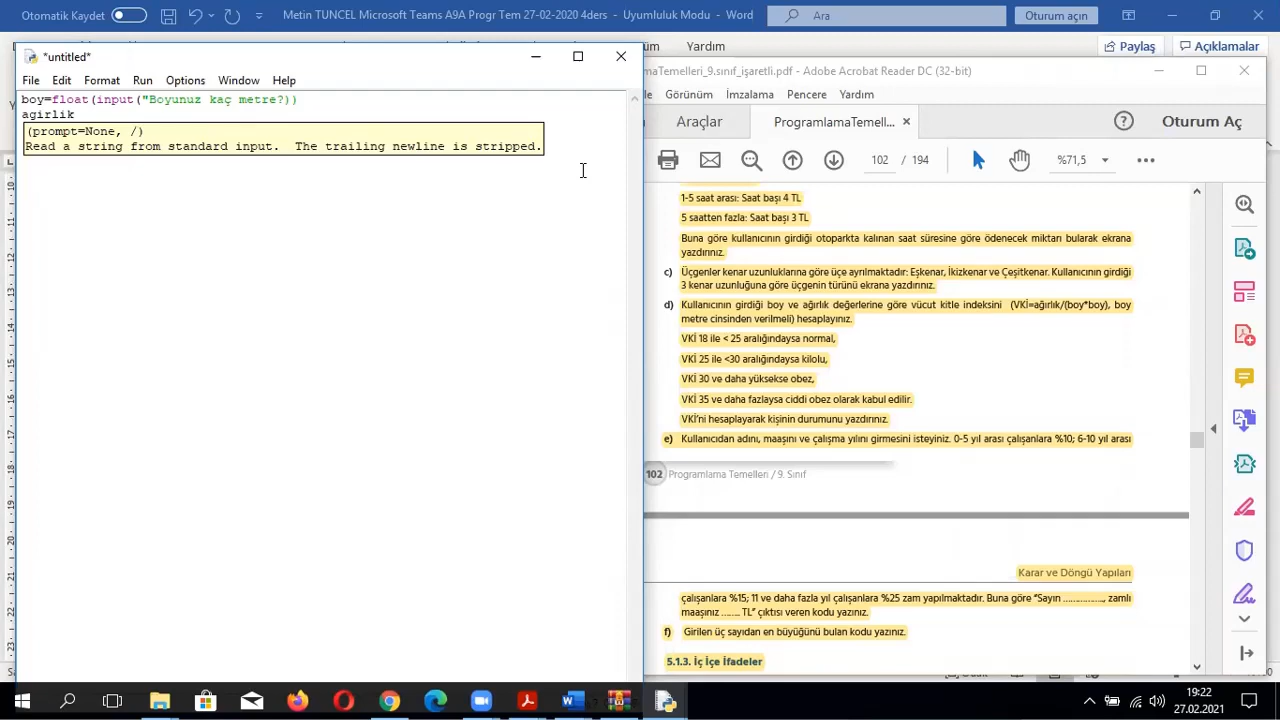 Otomatik Kaydet
Metin TUNCEL Microsoft Teams A9A Progr Tem 27-02-2020 4ders - Uyumluluk Modu - Word
Ara
Oturum açın
Yardım
Paylaş
Açıklamalar
*untitled*
File Edit Format Run Options Window Help
boy=float(input("Boyunuz kaç metre?))
agirlik
(prompt=None, /)
Read a string from standard input. The trailing newline is stripped.
maTemelleri_9.sınıf_işaretli.pdf - Adobe Acrobat Reader DC (32-bit)
Görünüm İmzalama Pencere Yardım
Araçlar
ProgramlamaTemell...
Oturum Aç
102 / 194
%71,5
1-5 saat arası: Saat başı 4 TL
5 saatten fazla: Saat başı 3 TL
Buna göre kullanıcının girdiği otoparkta kalınan saat süresine göre ödenecek miktarı bularak ekrana
yazdırınız.
c) Üçgenler kenar uzunluklarına göre üçe ayrılmaktadır: Eşkenar, İkizkenar ve Çeşitkenar. Kullanıcının girdiği
3 kenar uzunluğuna göre üçgenin türünü ekrana yazdırınız.
d) Kullanıcının girdiği boy ve ağırlık değerlerine göre vücut kitle indeksini (VKİ=ağırlık/(boy*boy), boy
metre cinsinden verilmeli) hesaplayınız.
VKİ 18 ile < 25 aralığındaysa normal,
VKİ 25 ile <30 aralığındaysa kilolu,
VKİ 30 ve daha yüksekse obez,
VKİ 35 ve daha fazlaysa ciddi obez olarak kabul edilir.
VKİ'ni hesaplayarak kişinin durumunu yazdırınız.
e) Kullanıcıdan adını, maaşını ve çalışma yılını girmesini isteyiniz. 0-5 yıl arası çalışanlara %10; 6-10 yıl arası
102 Programlama Temelleri / 9. Sınıf
Karar ve Döngü Yapıları
çalışanlara %15; 11 ve daha fazla yıl çalışanlara %25 zam yapılmaktadır. Buna göre "Sayın ..............., zamlı
maaşınız ....... TL" çıktısı veren kodu yazınız.
f) Girilen üç sayıdan en büyüğünü bulan kodu yazınız.
5.1.3. İç İçe İfadeler
19:22
27.02.2021